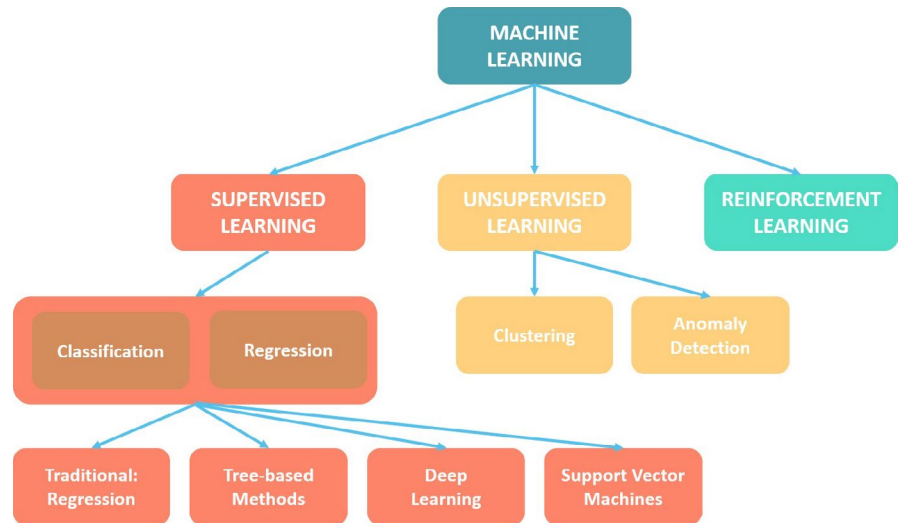 MACHINE
LEARNING
SUPERVISED
LEARNING
UNSUPERVISED
LEARNING
REINFORCEMENT
LEARNING
Classification
Regression
Clustering
Anomaly
Detection
Traditional:
Regression
Tree-based
Methods
Deep
Learning
Support Vector
Machines